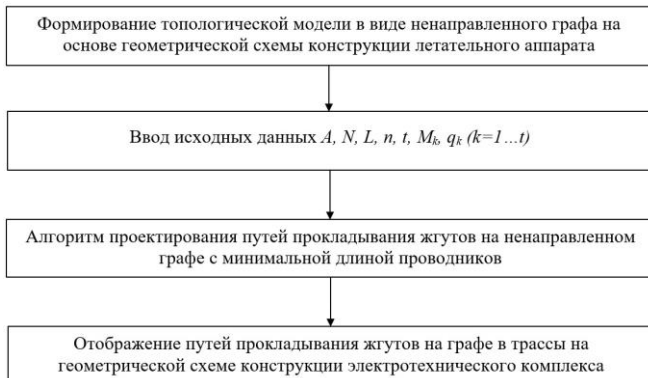 Формирование топологической модели в виде ненаправленного графа на
основе геометрической схемы конструкции летательного аппарата
Ввод исходных данных A, N, L, n, t, Mk, qk (k=1…t)
Алгоритм проектирования путей прокладывания жгутов на ненаправленном
графе с минимальной длиной проводников
Отображение путей прокладывания жгутов на графе в трассы на
геометрической схеме конструкции электротехнического комплекса